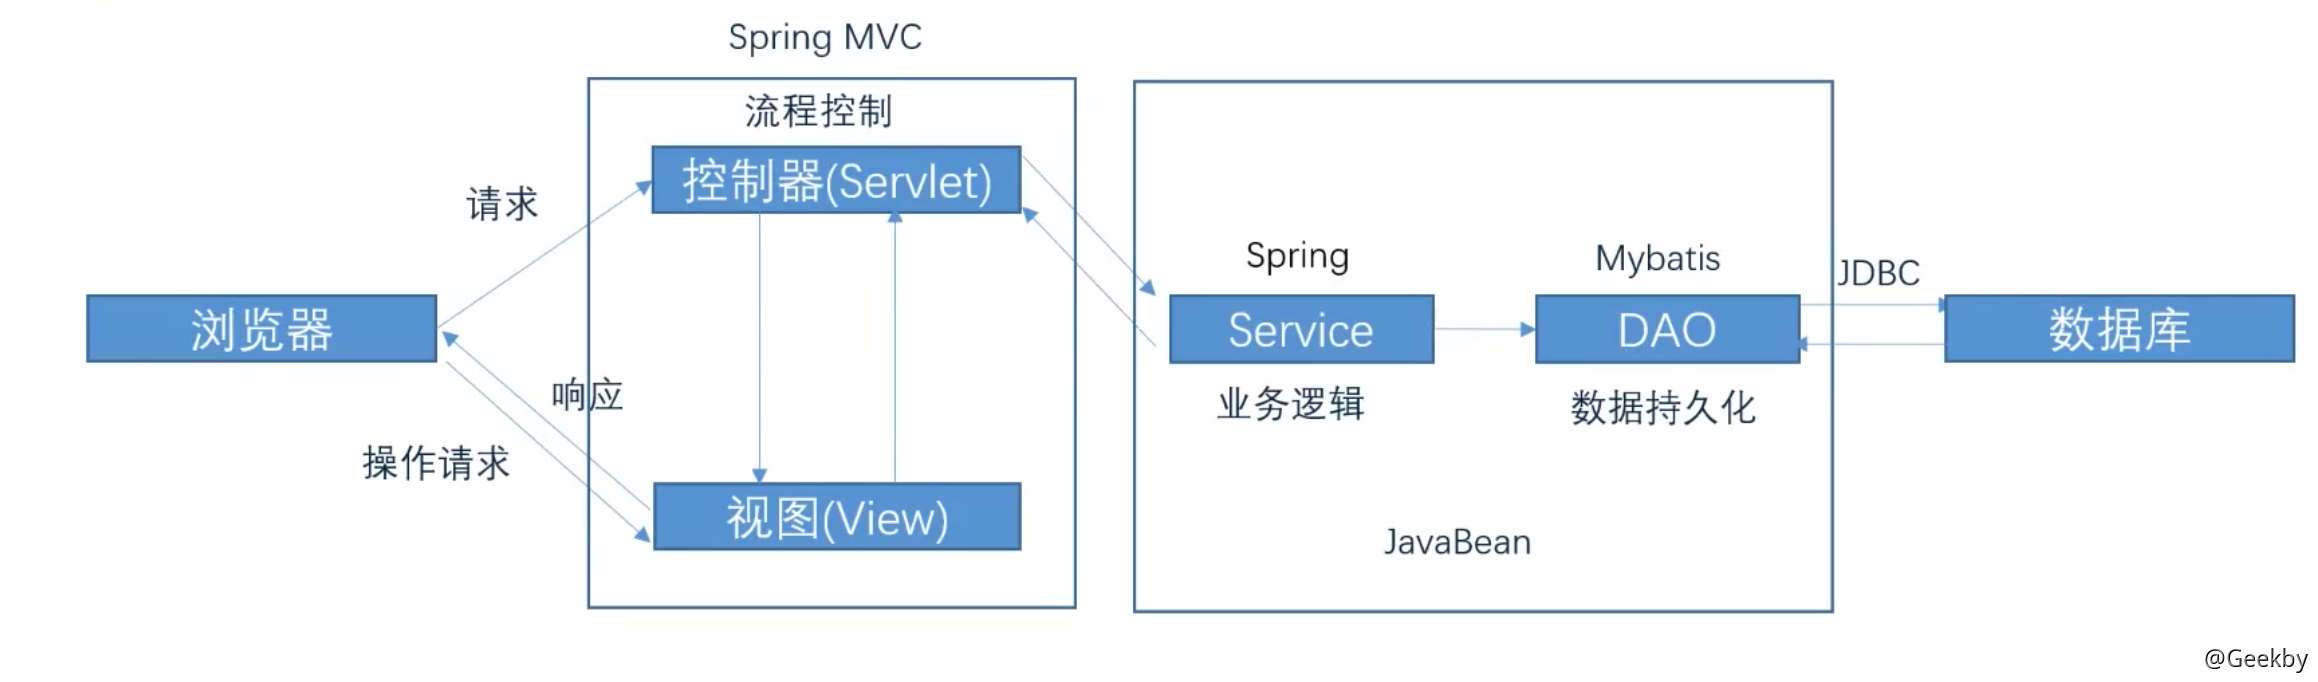 Spring MVC
流程控制
控制器(Servlet)
请求
Spring
Mybatis
JDBC
浏览器
Service
DAO
数据库
响应
业务逻辑
数据持久化
操作请求
视图(View)
JavaBean
@Geekby